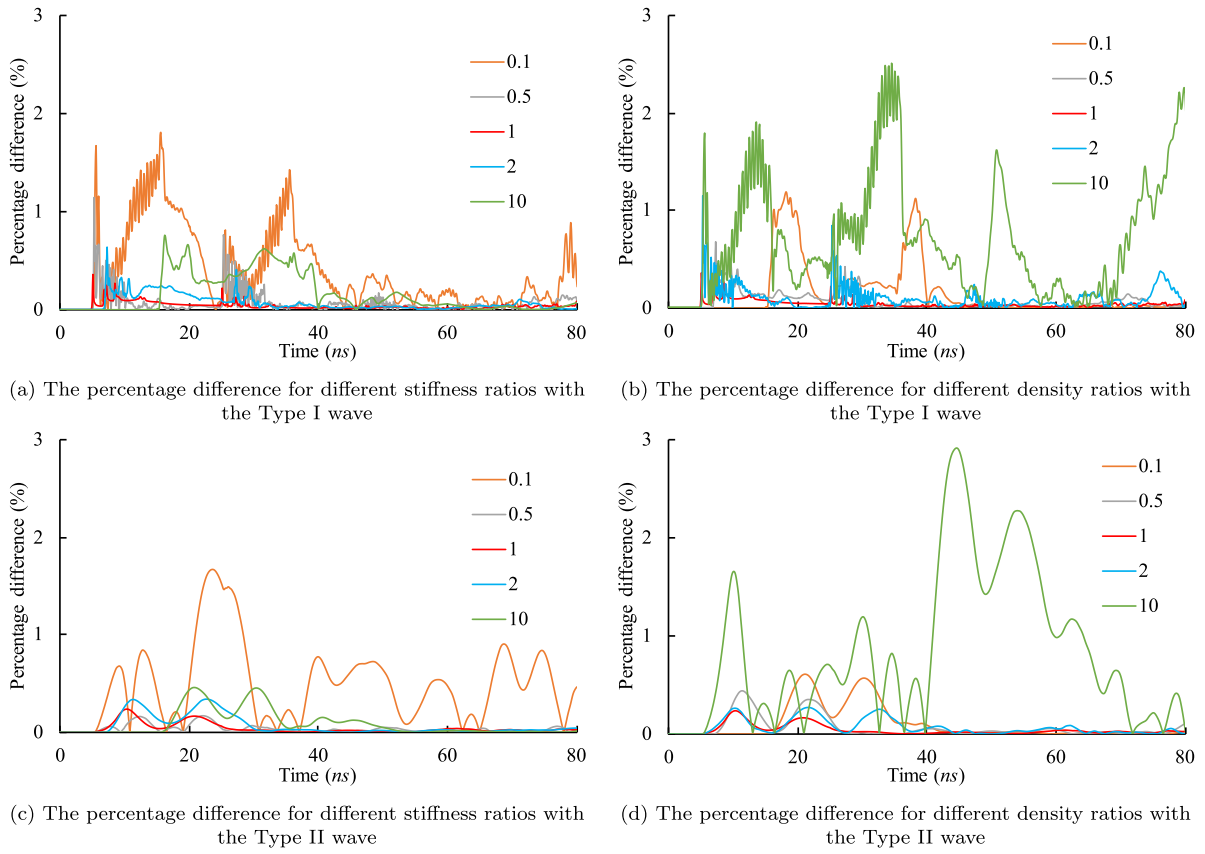 3
2
1
0
Percentage difference (%)
0.1
0.5
1
2
10
0 20 40 60 80
Time (ns)
(a) The percentage difference for different stiffness ratios with
the Type I wave
3
2
1
0
Percentage difference (%)
0.1
0.5
1
2
10
0 20 40 60 80
Time (ns)
(b) The percentage difference for different density ratios with
the Type I wave
3
2
1
0
Percentage difference (%)
0.1
0.5
1
2
10
0 20 40 60 80
Time (ns)
(c) The percentage difference for different stiffness ratios with
the Type II wave
3
2
1
0
Percentage difference (%)
0.1
0.5
1
2
10
0 20 40 60 80
Time (ns)
(d) The percentage difference for different density ratios with
the Type II wave